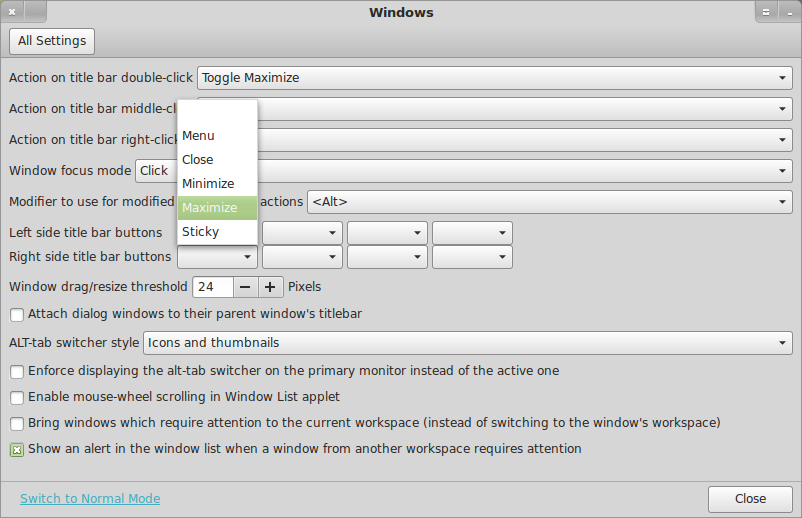 Windows
All Settings
Action on title bar double-click Toggle Maximize
Action on title bar middle-cl
Action on title bar right-click
Menu
Close
Minimize
Maximize
Sticky
Window focus mode Click
Modifier to use for modified actions <Alt>
Left side title bar buttons
Right side title bar buttons
Window drag/resize threshold 24 Pixels
Attach dialog windows to their parent window's titlebar
ALT-tab switcher style Icons and thumbnails
Enforce displaying the alt-tab switcher on the primary monitor instead of the active one
Enable mouse-wheel scrolling in Window List applet
Bring windows which require attention to the current workspace (instead of switching to the window's workspace)
Show an alert in the window list when a window from another workspace requires attention
Switch to Normal Mode
Close